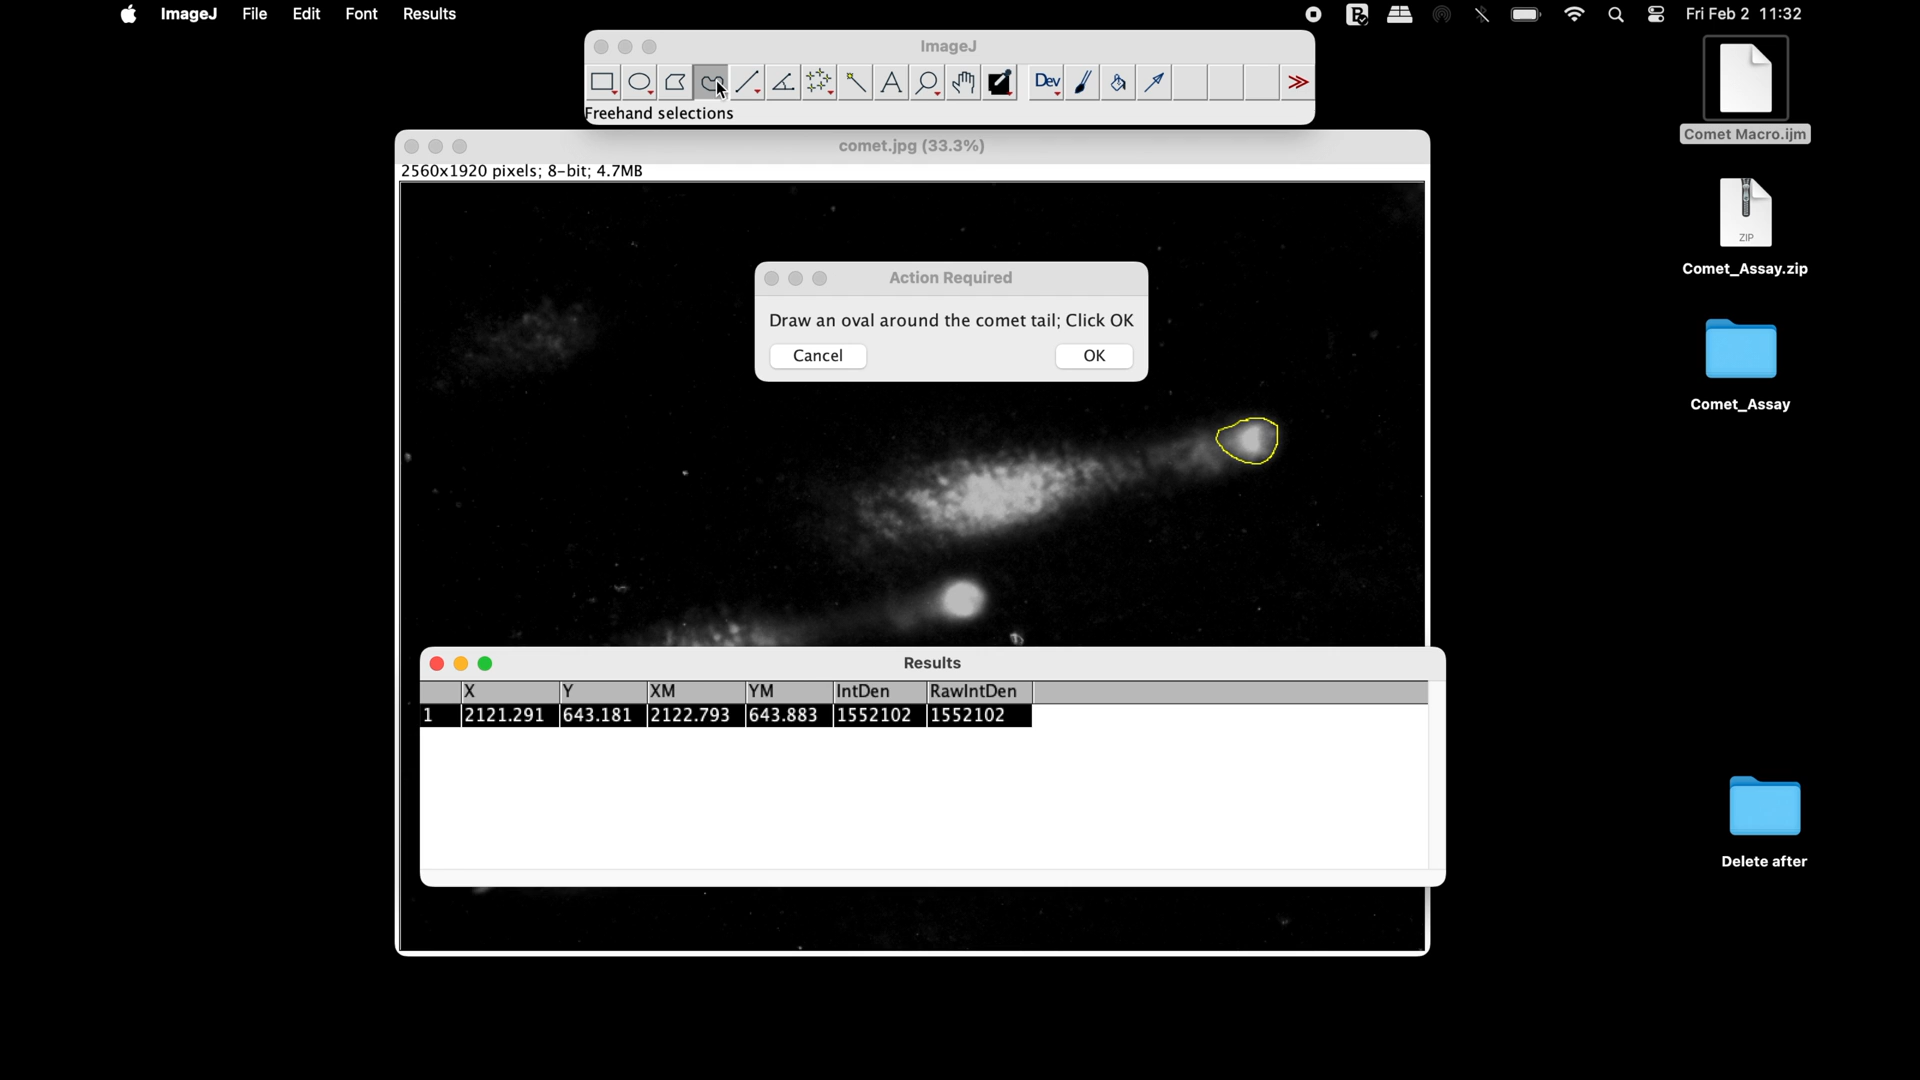 ImageJ File Edit Font Results Fri Feb 2 11:32
ImageJ
Dev
Freehand selections
comet.jpg (33.3%)
2560x1920 pixels; 8-bit; 4.7MB
Action Required
Draw an oval around the comet tail; Click OK
Cancel OK
Results
X Y XM YM IntDen RawIntDen
1 2121.291 643.181 2122.793 643.883 1552102 1552102
Comet Macro.ijm
ZIP
Comet_Assay.zip
Comet_Assay
Delete after